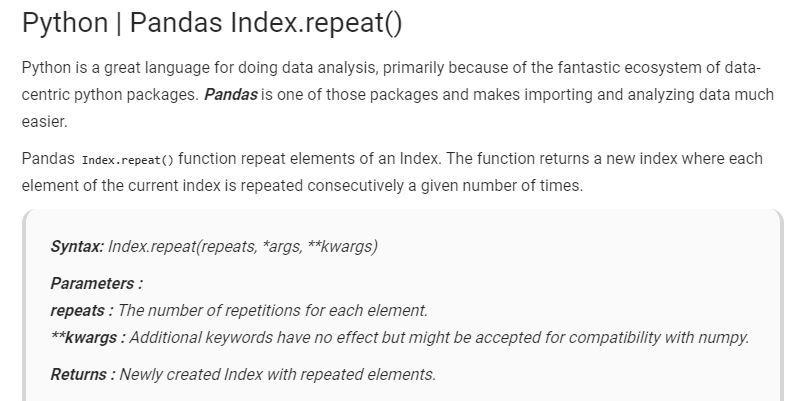 Python | Pandas Index.repeat()
Python is a great language for doing data analysis, primarily because of the fantastic ecosystem of data-
centric python packages. Pandas is one of those packages and makes importing and analyzing data much
easier.
Pandas Index.repeat() function repeat elements of an Index. The function returns a new index where each
element of the current index is repeated consecutively a given number of times.
Syntax: Index.repeat(repeats, *args, **kwargs)
Parameters :
repeats : The number of repetitions for each element.
**kwargs : Additional keywords have no effect but might be accepted for compatibility with numpy.
Returns : Newly created Index with repeated elements.